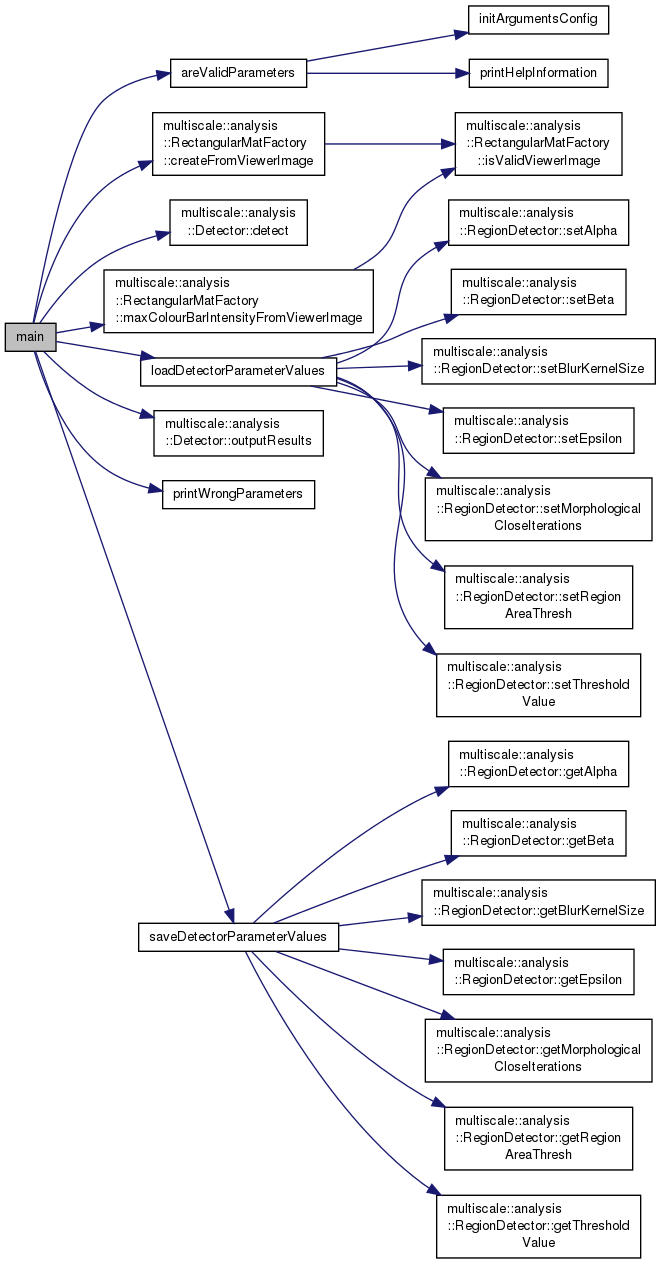 initArgumentsConfig
areValidParameters
printHelpInformation
multiscale::analysis
::RectangularMatFactory
::createFromViewerImage
multiscale::analysis
::RectangularMatFactory
::isValidViewerImage
multiscale::analysis
::Detector::detect
multiscale::analysis
::RegionDetector::setAlpha
multiscale::analysis
::RectangularMatFactory
::maxColourBarIntensityFromViewerImage
multiscale::analysis
::RegionDetector::setBeta
main
loadDetectorParameterValues
multiscale::analysis
::RegionDetector::setBlurKernelSize
multiscale::analysis
::Detector::outputResults
multiscale::analysis
::RegionDetector::setEpsilon
printWrongParameters
multiscale::analysis
::RegionDetector::setMorphological
CloseIterations
multiscale::analysis
::RegionDetector::setRegion
AreaThresh
multiscale::analysis
::RegionDetector::setThreshold
Value
multiscale::analysis
::RegionDetector::getAlpha
multiscale::analysis
::RegionDetector::getBeta
multiscale::analysis
::RegionDetector::getBlurKernelSize
saveDetectorParameterValues
multiscale::analysis
::RegionDetector::getEpsilon
multiscale::analysis
::RegionDetector::getMorphological
CloseIterations
multiscale::analysis
::RegionDetector::getRegion
AreaThresh
multiscale::analysis
::RegionDetector::getThreshold
Value